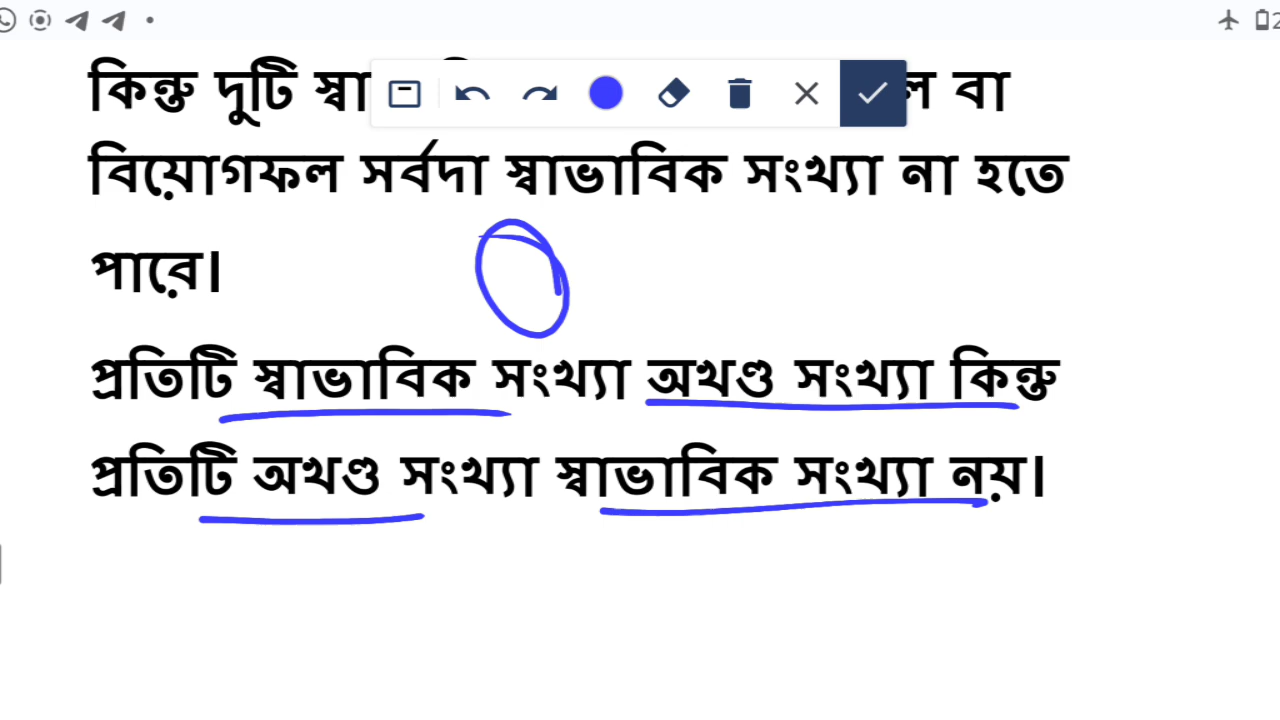 কিন্তু দুটি বা
বিয়োগফল সর্বদা স্বাভাবিক সংখ্যা না হতে
পারে।
প্রতিটি স্বাভাবিক সংখ্যা অখণ্ড সংখ্যা কিন্তু
প্রতিটি অখণ্ড সংখ্যা স্বাভাবিক সংখ্যা নয়।